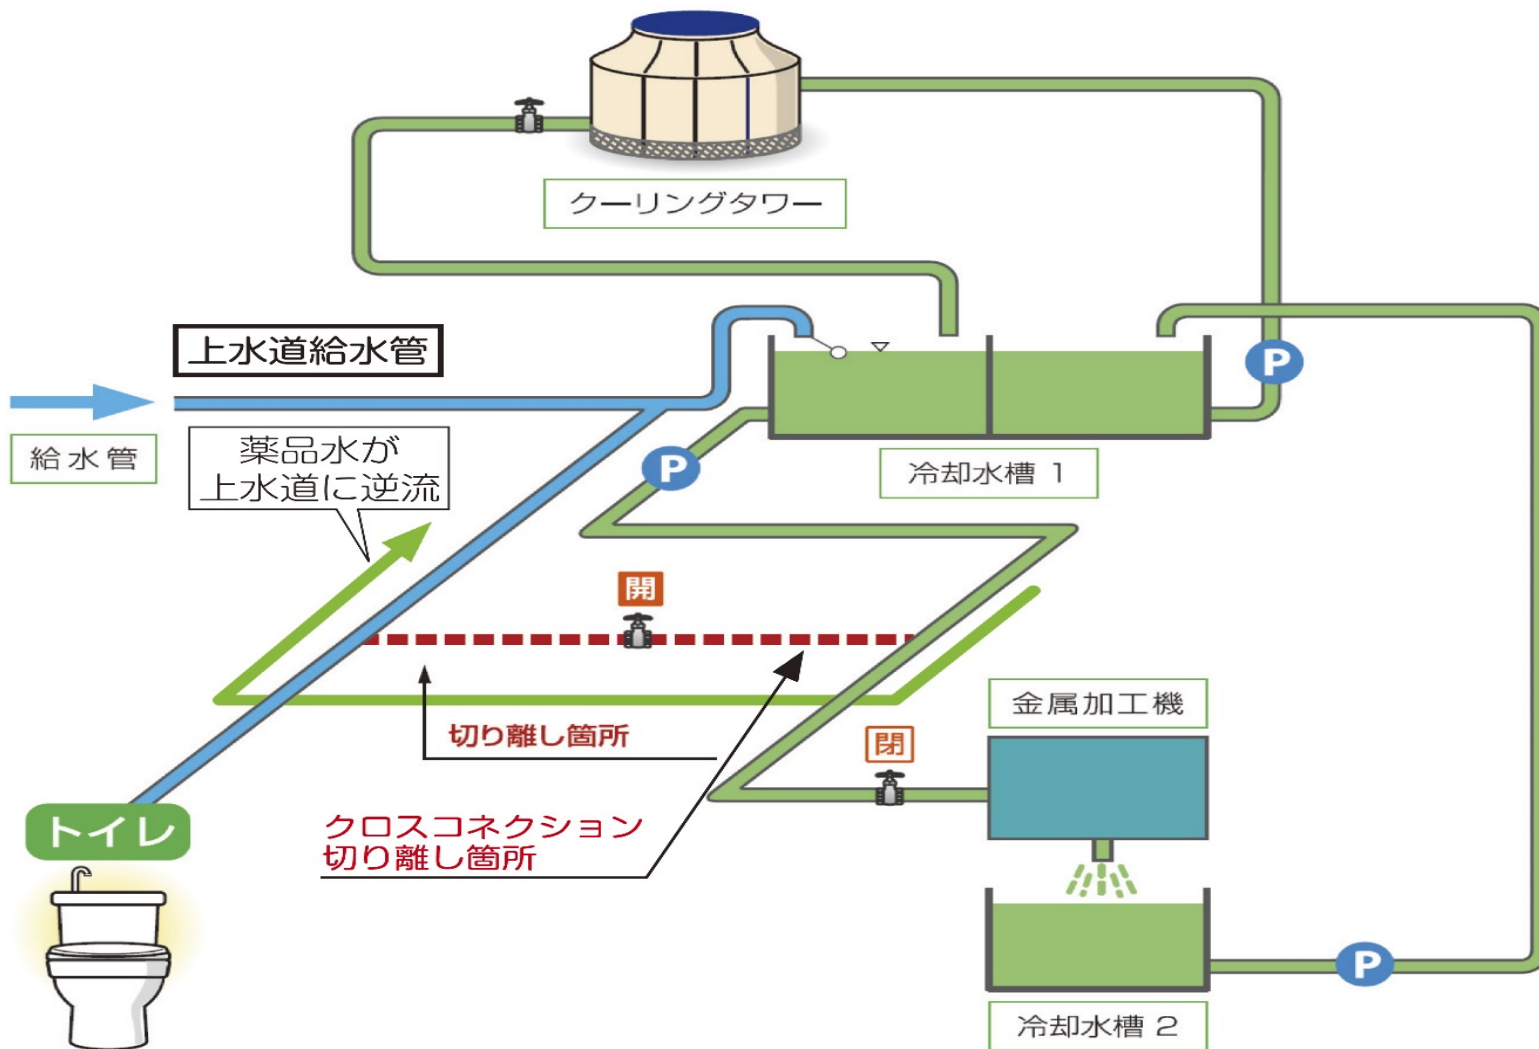 クーリングタワー
上水道給水管
給水管
薬品水が
上水道に逆流
P
P
冷却水槽 1
開
切り離し箇所
閉
金属加工機
クロスコネクション
切り離し箇所
トイレ
P
冷却水槽 2